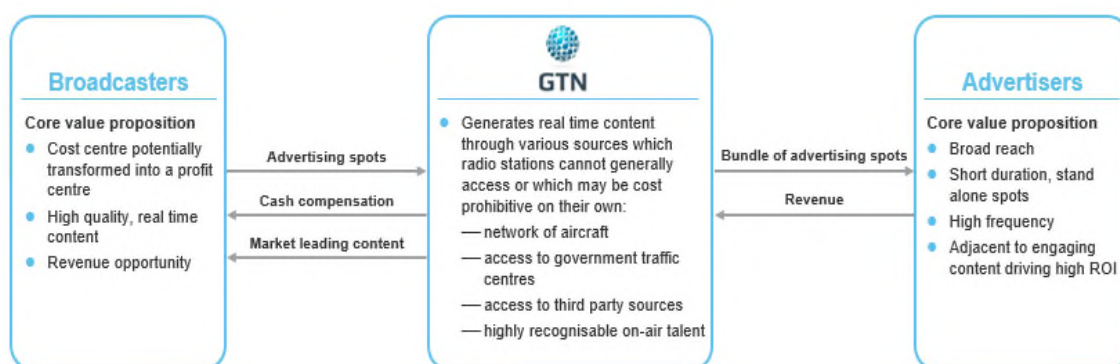 Broadcasters
Core value proposition
● Cost centre potentially
transformed into a profit
centre
● High quality, real time
content
● Revenue opportunity
Advertising spots
Cash compensation
Market leading content
GTN
● Generates real time content
through various sources which
radio stations cannot generally
access or which may be cost
prohibitive on their own:
— network of aircraft
— access to government traffic
centres
— access to third party sources
— highly recognisable on-air talent
Bundle of advertising spots
Revenue
Advertisers
Core value proposition
● Broad reach
● Short duration, stand
alone spots
● High frequency
● Adjacent to engaging
content driving high ROI